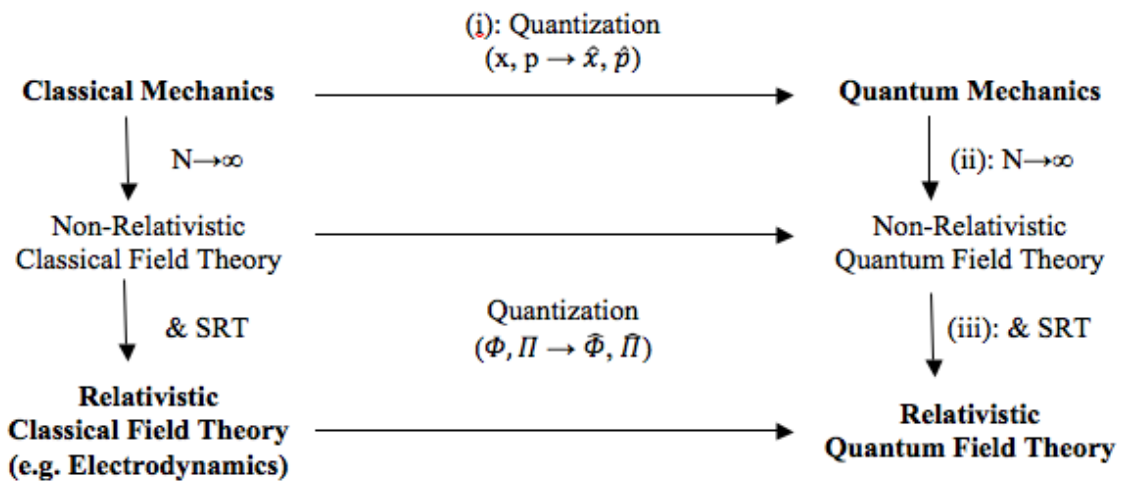 (i): Quantization
(x, p → x̂, p̂)
Classical Mechanics
Quantum Mechanics
N→∞
(ii): N→∞
Non-Relativistic
Classical Field Theory
Non-Relativistic
Quantum Field Theory
& SRT
Quantization
(Φ, Π → Φ̂, Π̂)
(iii): & SRT
Relativistic
Classical Field Theory
(e.g. Electrodynamics)
Relativistic
Quantum Field Theory